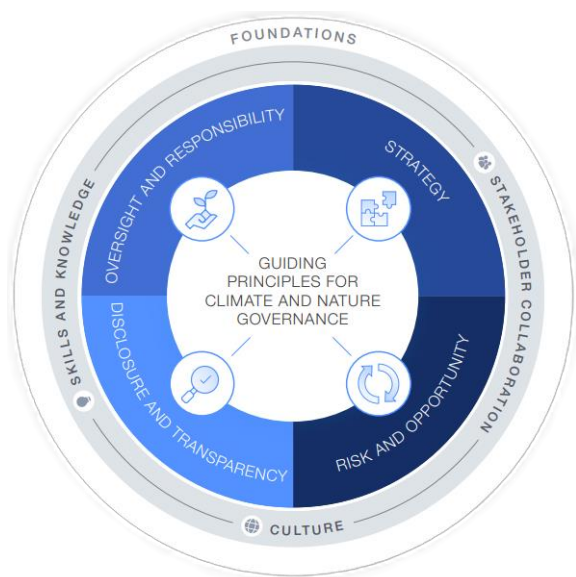 FOUNDATIONS
OVERSIGHT AND RESPONSIBILITY
STRATEGY
SKILLS AND KNOWLEDGE
STAKEHOLDER COLLABORATION
GUIDING
PRINCIPLES FOR
CLIMATE AND NATURE
GOVERNANCE
DISCLOSURE AND TRANSPARENCY
RISK AND OPPORTUNITY
CULTURE